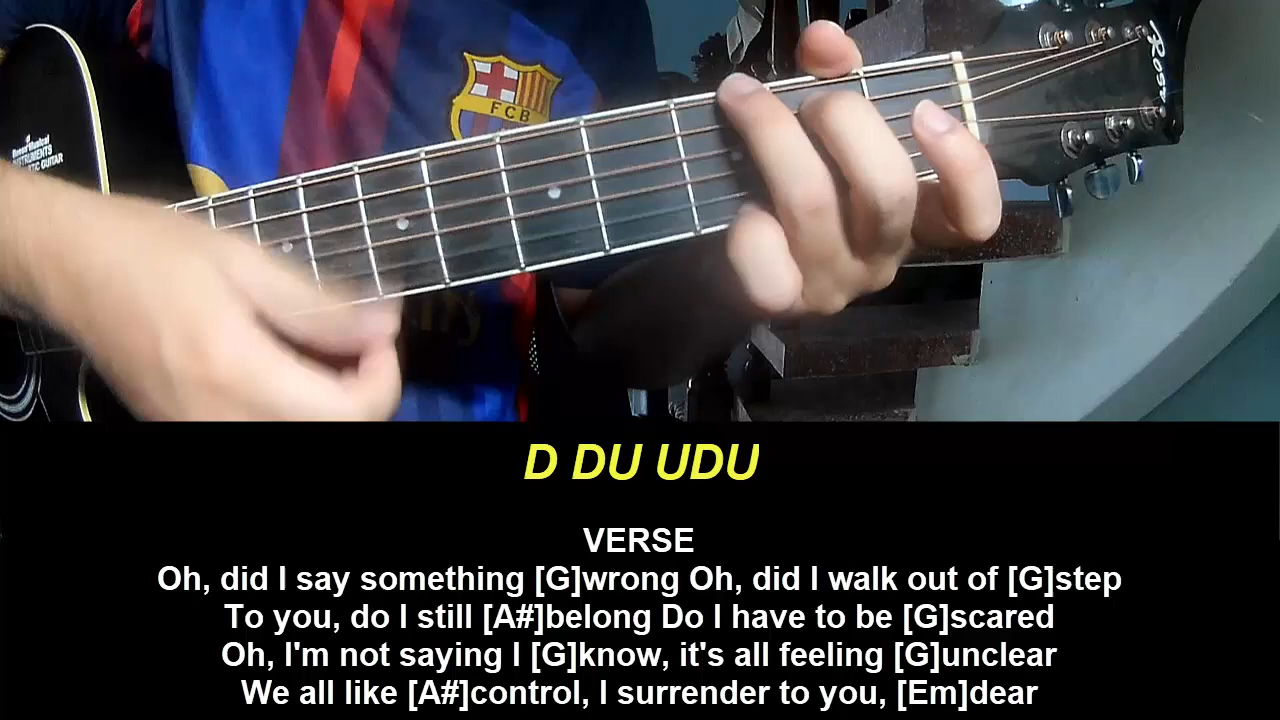 FCB
INSTRUMENTS
D DU UDU
VERSE
Oh, did I say something [G]wrong Oh, did I walk out of [G]step
To you, do I still [A#]belong Do I have to be [G]scared
Oh, I'm not saying I [G]know, it's all feeling [G]unclear
We all like [A#]control, I surrender to you, [Em]dear